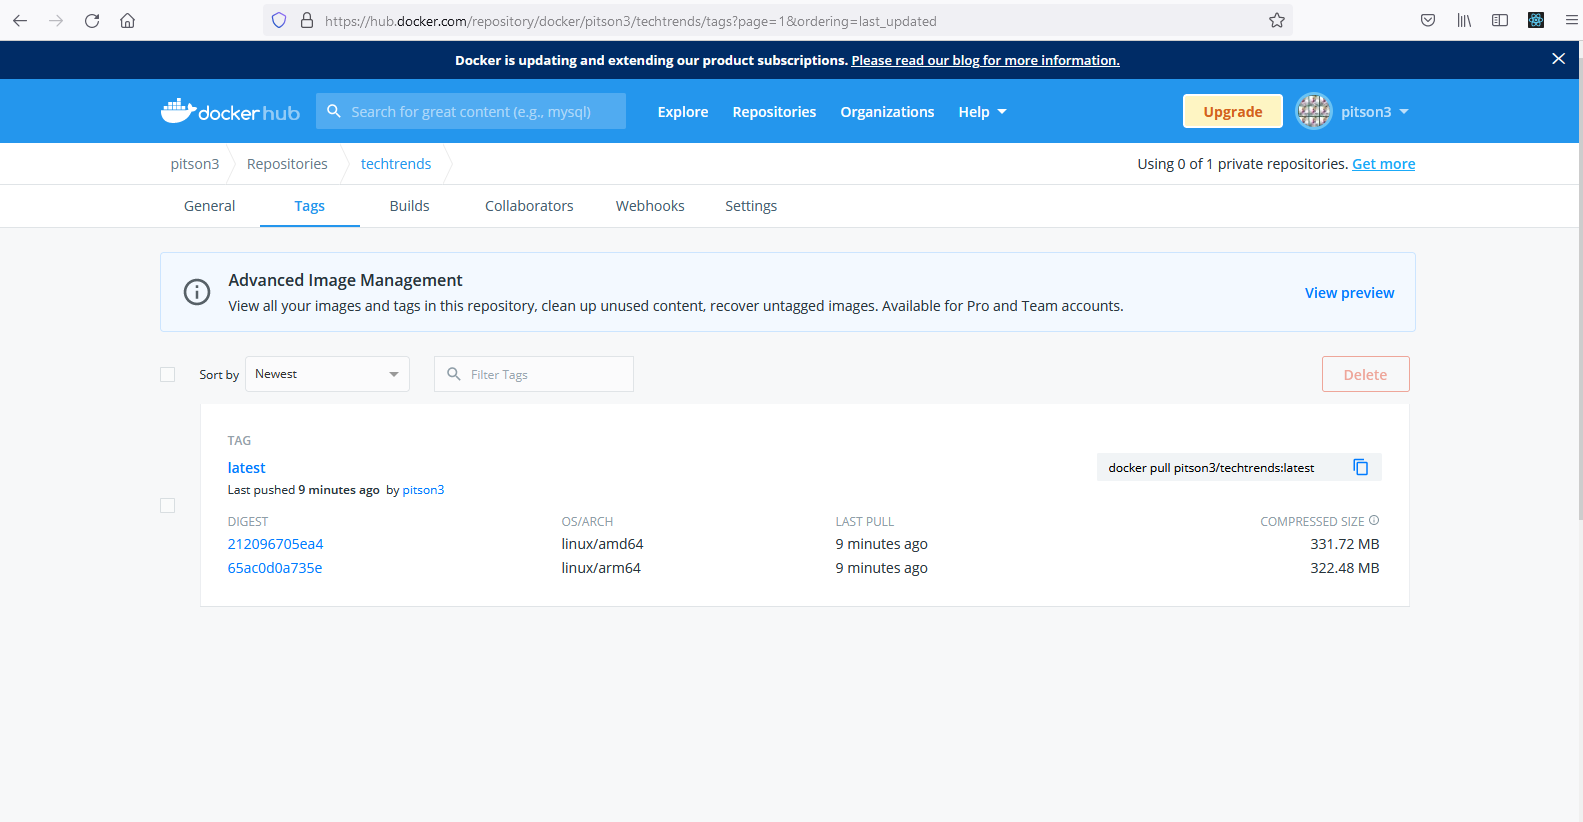 https://hub.docker.com/repository/docker/pitson3/techtrends/tags?page=1&ordering=last_updated
Docker is updating and extending our product subscriptions. Please read our blog for more information.
docker hub Search for great content (e.g., mysql) Explore Repositories Organizations Help Upgrade pitson3
pitson3 Repositories techtrends Using 0 of 1 private repositories. Get more
General Tags Builds Collaborators Webhooks Settings
Advanced Image Management
View all your images and tags in this repository, clean up unused content, recover untagged images. Available for Pro and Team accounts.
View preview
Sort by Newest Filter Tags Delete
TAG
latest
docker pull pitson3/techtrends:latest
Last pushed 9 minutes ago by pitson3
DIGEST OS/ARCH LAST PULL COMPRESSED SIZE
212096705ea4 linux/amd64 9 minutes ago 331.72 MB
65ac0d0a735e linux/arm64 9 minutes ago 322.48 MB